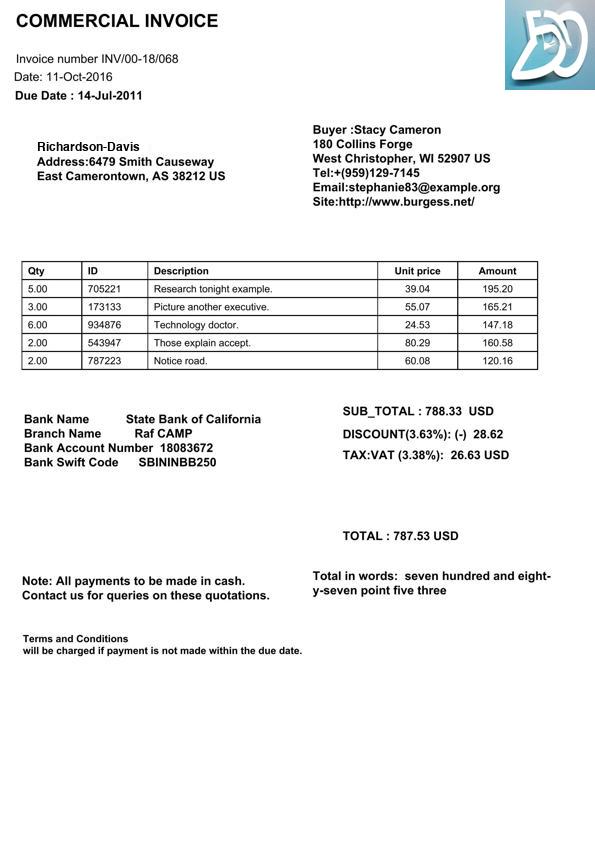 COMMERCIAL INVOICE
Invoice number INV/00-18/068
Date: 11-Oct-2016
Due Date : 14-Jul-2011
Richardson-Davis
Address:6479 Smith Causeway
East Camerontown, AS 38212 US
Buyer :Stacy Cameron
180 Collins Forge
West Christopher, WI 52907 US
Tel:+(959)129-7145
Email:stephanie83@example.org
Site:http://www.burgess.net/
Qty ID Description Unit price Amount
5.00 705221 Research tonight example. 39.04 195.20
3.00 173133 Picture another executive. 55.07 165.21
6.00 934876 Technology doctor. 24.53 147.18
2.00 543947 Those explain accept. 80.29 160.58
2.00 787223 Notice road. 60.08 120.16
Bank Name State Bank of California
Branch Name Raf CAMP
Bank Account Number 18083672
Bank Swift Code SBININBB250
SUB_TOTAL : 788.33 USD
DISCOUNT(3.63%): (-) 28.62
TAX:VAT (3.38%): 26.63 USD
TOTAL : 787.53 USD
Total in words: seven hundred and eight-
y-seven point five three
Note: All payments to be made in cash.
Contact us for queries on these quotations.
Terms and Conditions
will be charged if payment is not made within the due date.